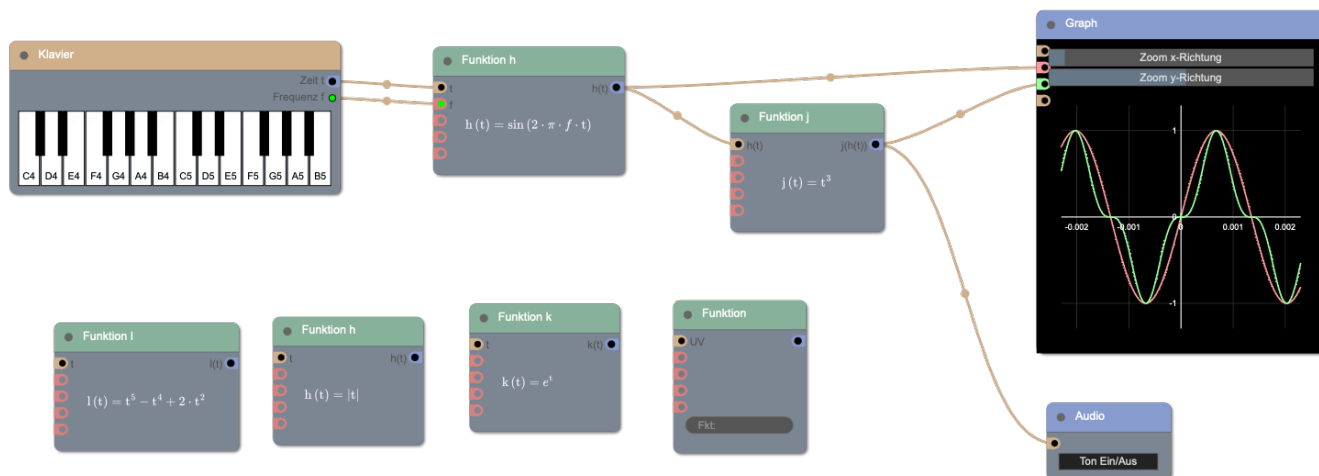 Klavier
Zeit t
Frequenz f
C4 D4 E4 F4 G4 A4 B4 C5 D5 E5 F5 G5 A5 B5
Funktion h
t
h(t)
f
h (t) = sin (2 · π · f · t)
Funktion j
h(t)
j(h(t))
j (t) = t³
Graph
Zoom x-Richtung
Zoom y-Richtung
1
0
-0.002 -0.001 0 0.001 0.002
-1
Funktion l
t
l(t)
l (t) = t⁵ − t⁴ + 2 · t²
Funktion h
t
h(t)
h (t) = |t|
Funktion k
t
k(t)
k (t) = eᵗ
Funktion
UV
Fkt:
Audio
Ton Ein/Aus